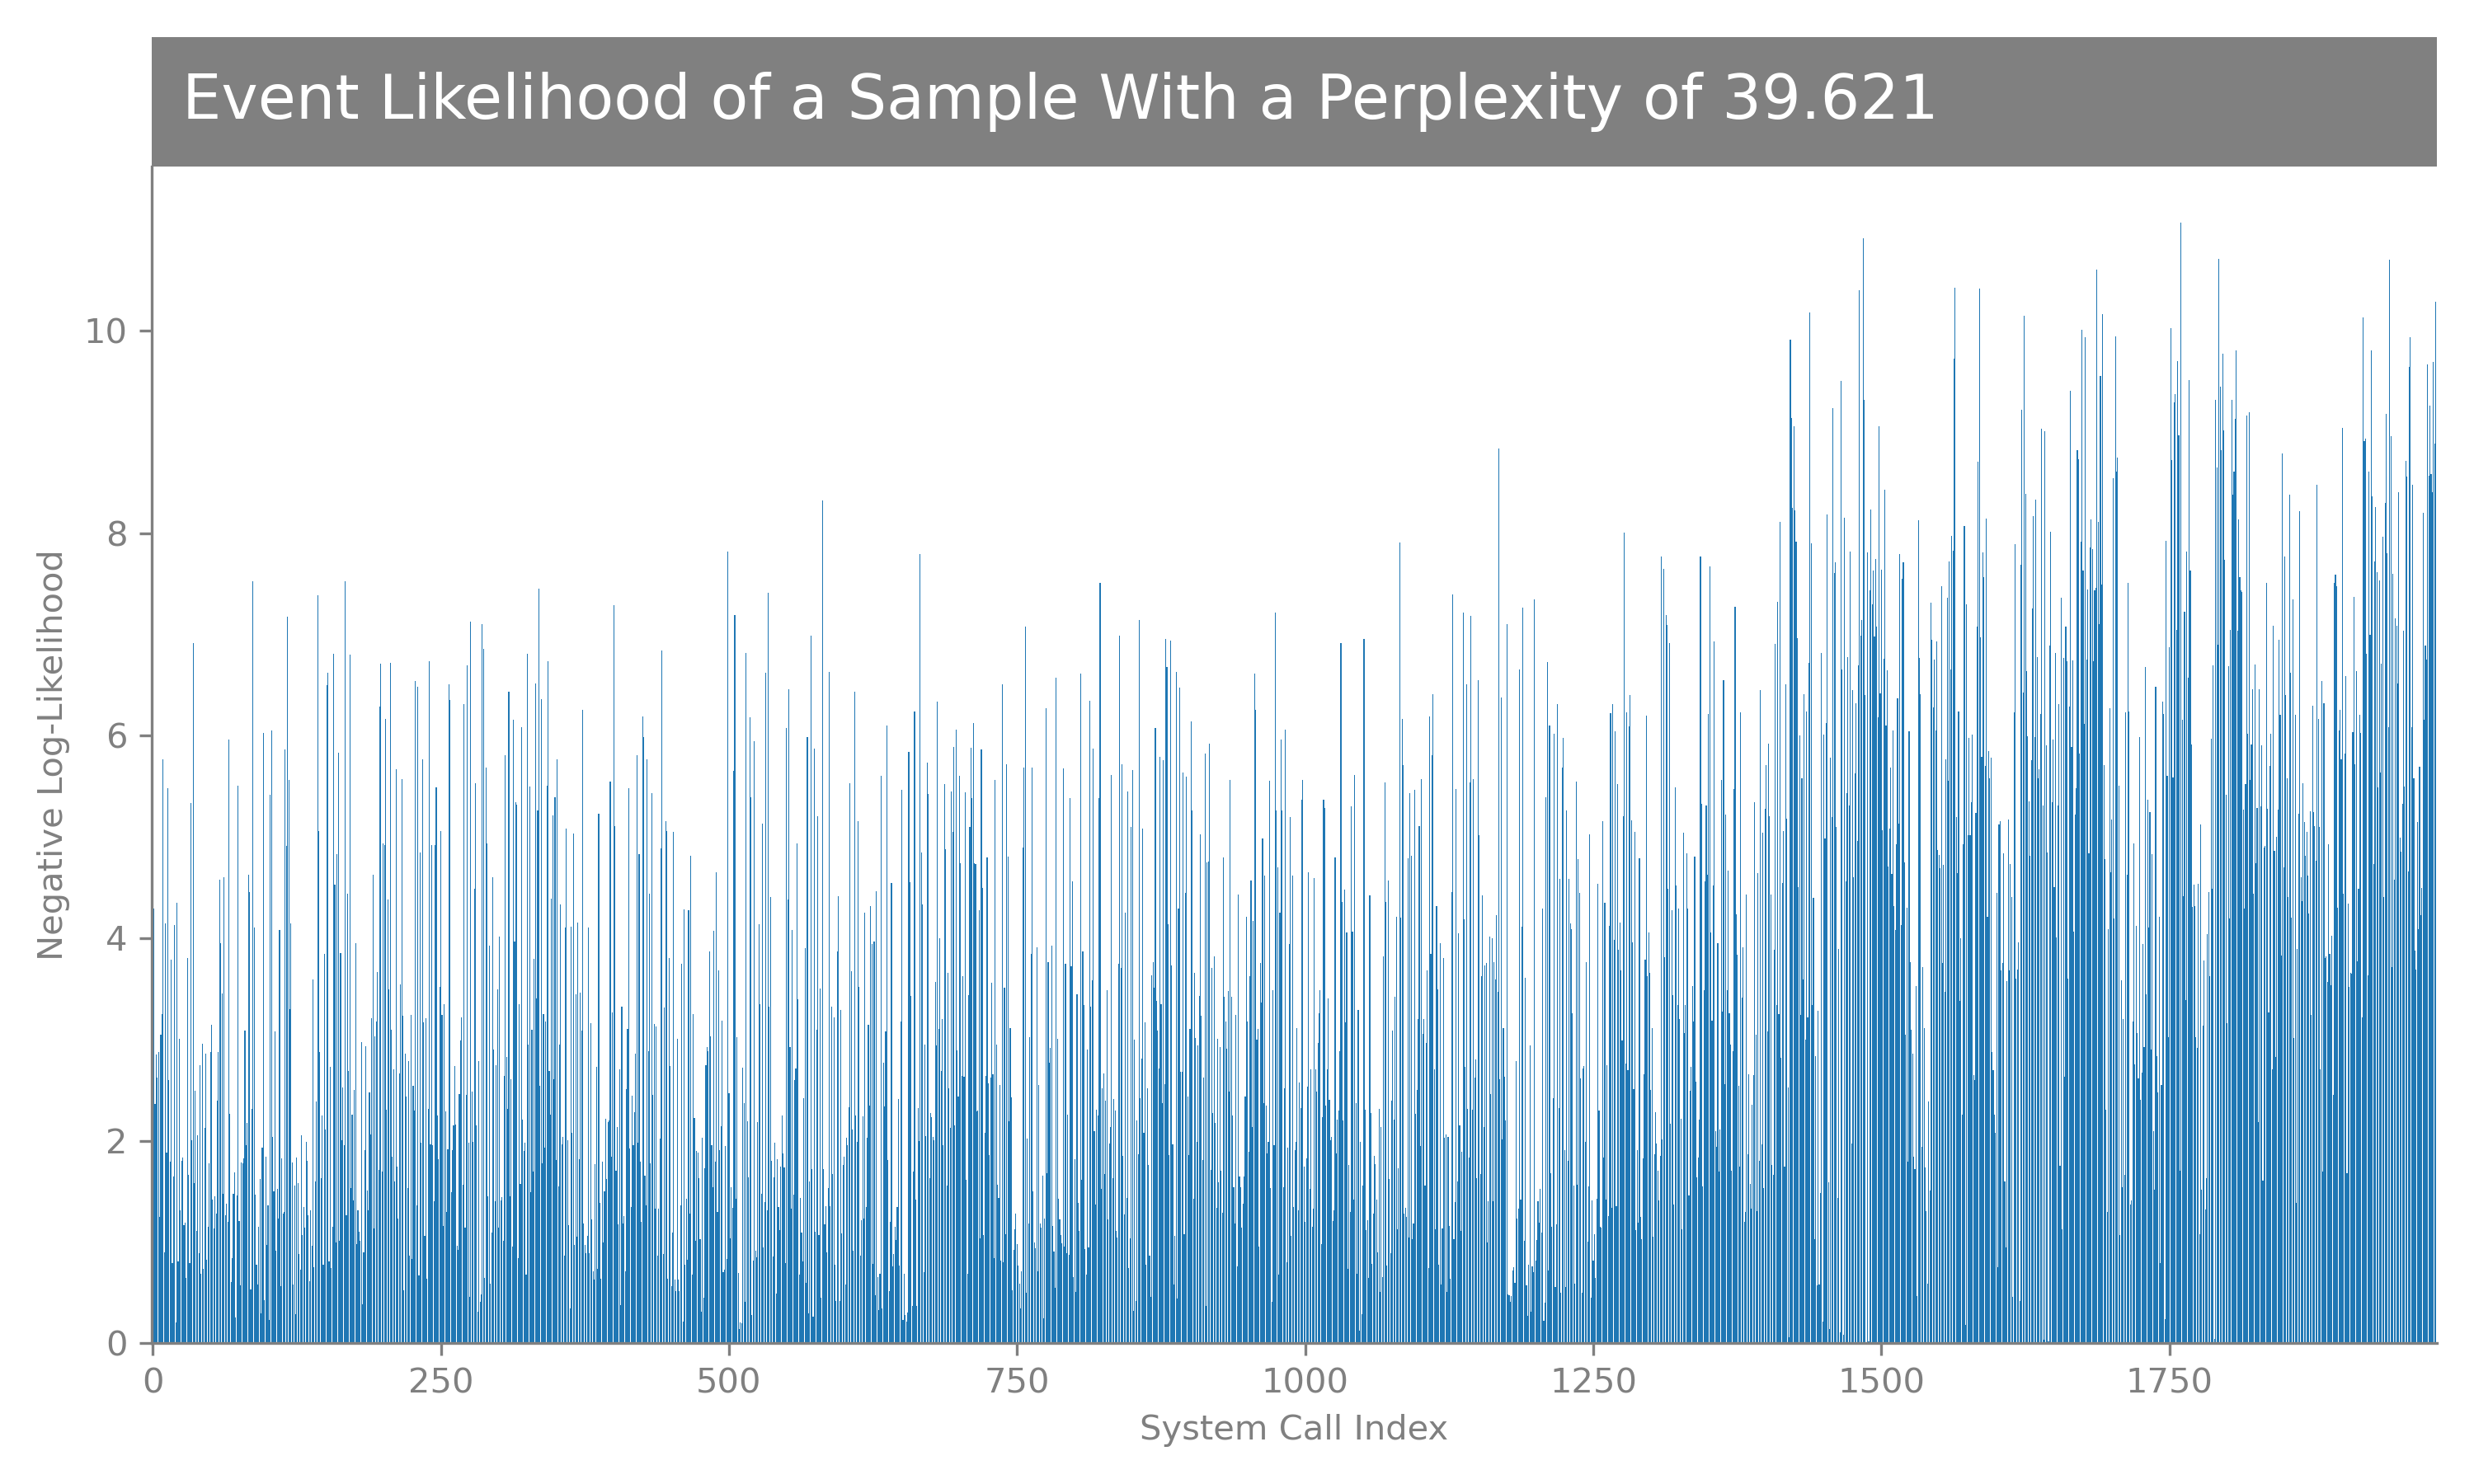 Event Likelihood of a Sample With a Perplexity of 39.621
10
8
6
4
2
0
Negative Log-Likelihood
0 250 500 750 1000 1250 1500 1750
System Call Index